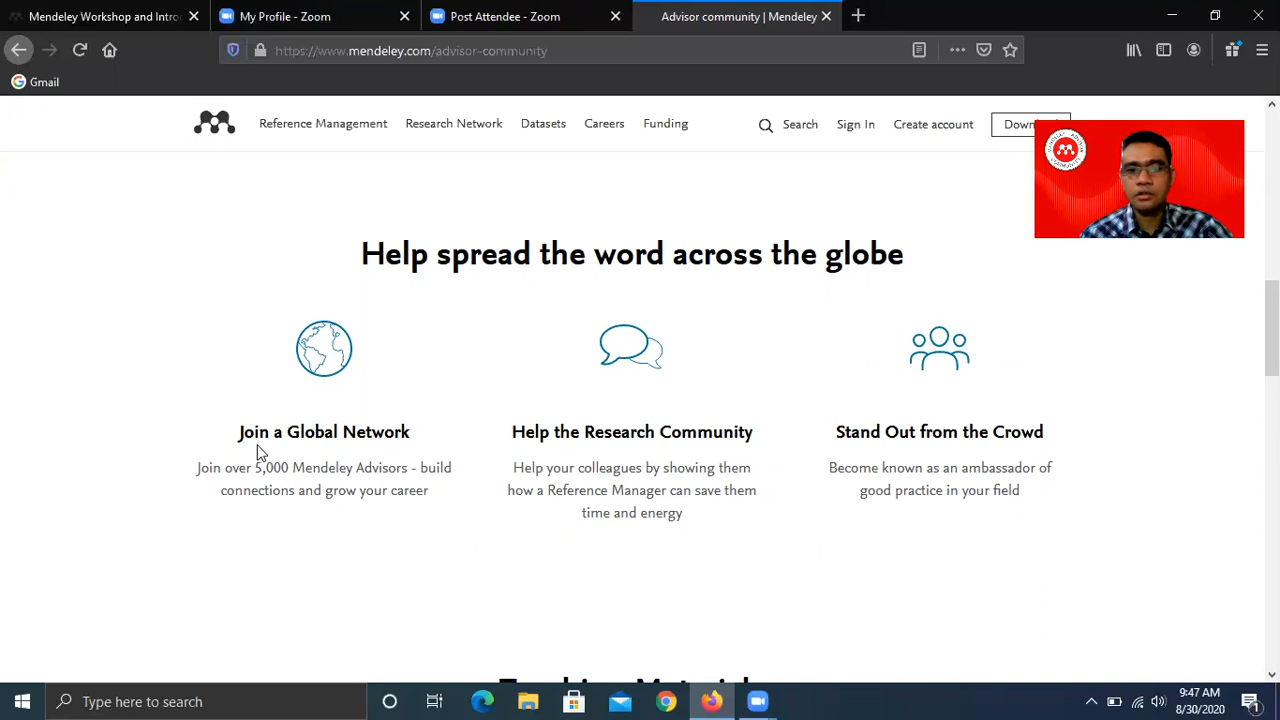 Mendeley Workshop and Intro
My Profile - Zoom
Post Attendee - Zoom
Advisor community | Mendeley
https://www.mendeley.com/advisor-community
Gmail
Reference Management
Research Network
Datasets
Careers
Funding
Search
Sign In
Create account
Down
Help spread the word across the globe
Join a Global Network
Join over 5,000 Mendeley Advisors - build
connections and grow your career
Help the Research Community
Help your colleagues by showing them
how a Reference Manager can save them
time and energy
Stand Out from the Crowd
Become known as an ambassador of
good practice in your field
Type here to search
9:47 AM
8/30/2020
1